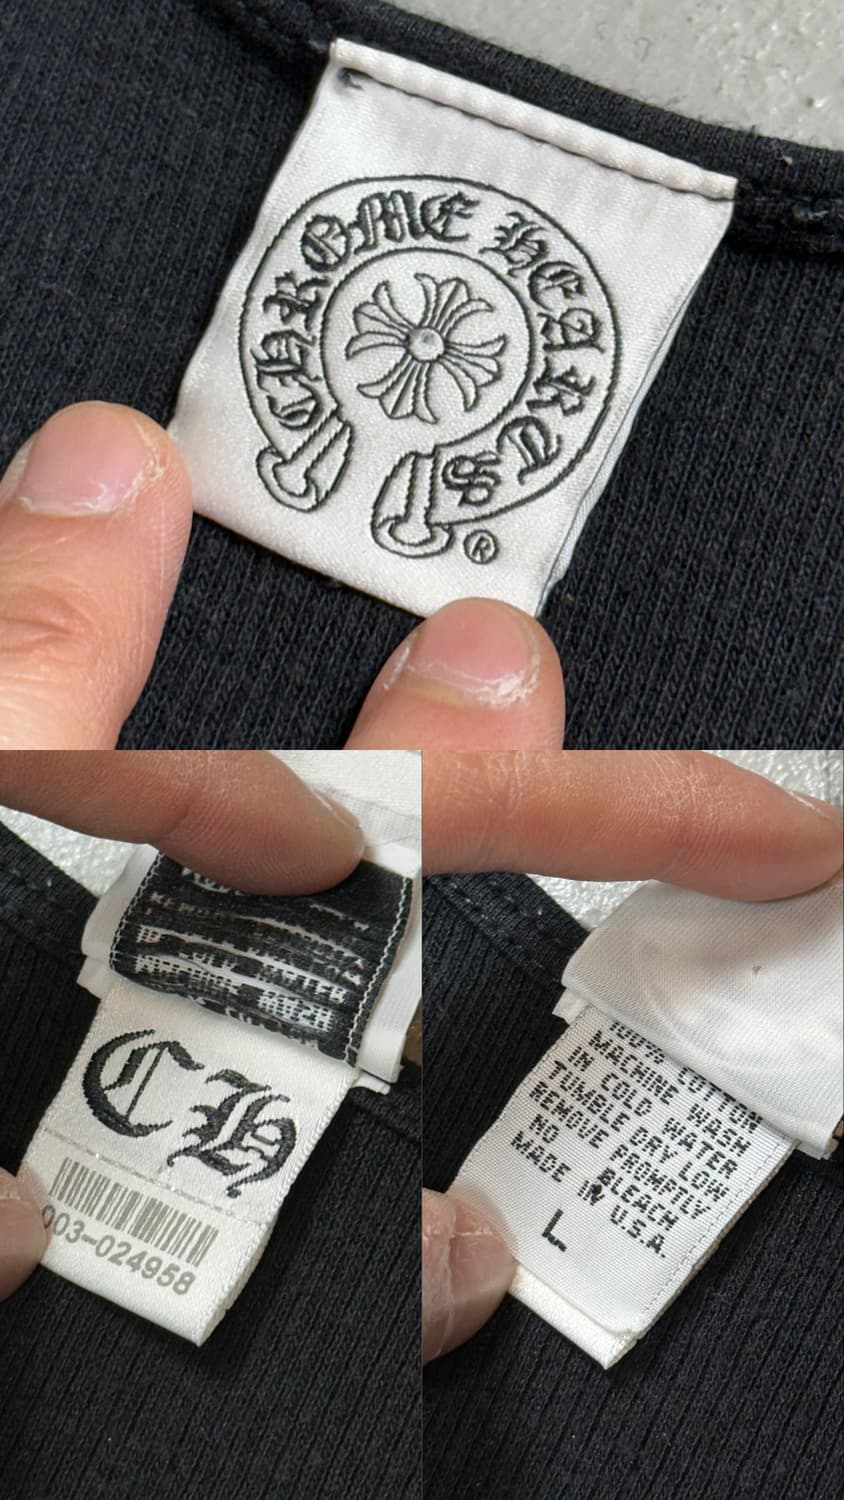 CHROME HEARTS
®
CH
003-024958
100% COTTON
MACHINE WASH
IN COLD WATER
TUMBLE DRY LOW
REMOVE PROMPTLY
NO BLEACH
MADE IN U.S.A.
L